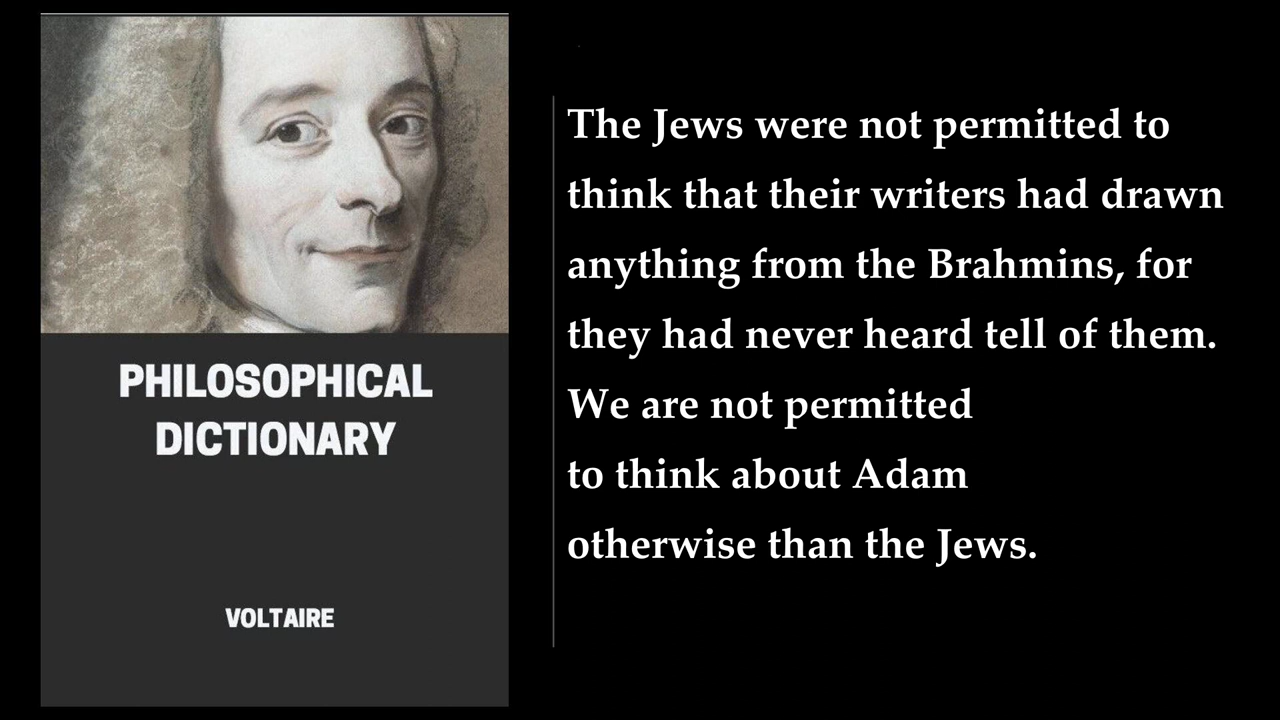 PHILOSOPHICAL
DICTIONARY
VOLTAIRE
The Jews were not permitted to
think that their writers had drawn
anything from the Brahmins, for
they had never heard tell of them.
We are not permitted
to think about Adam
otherwise than the Jews.